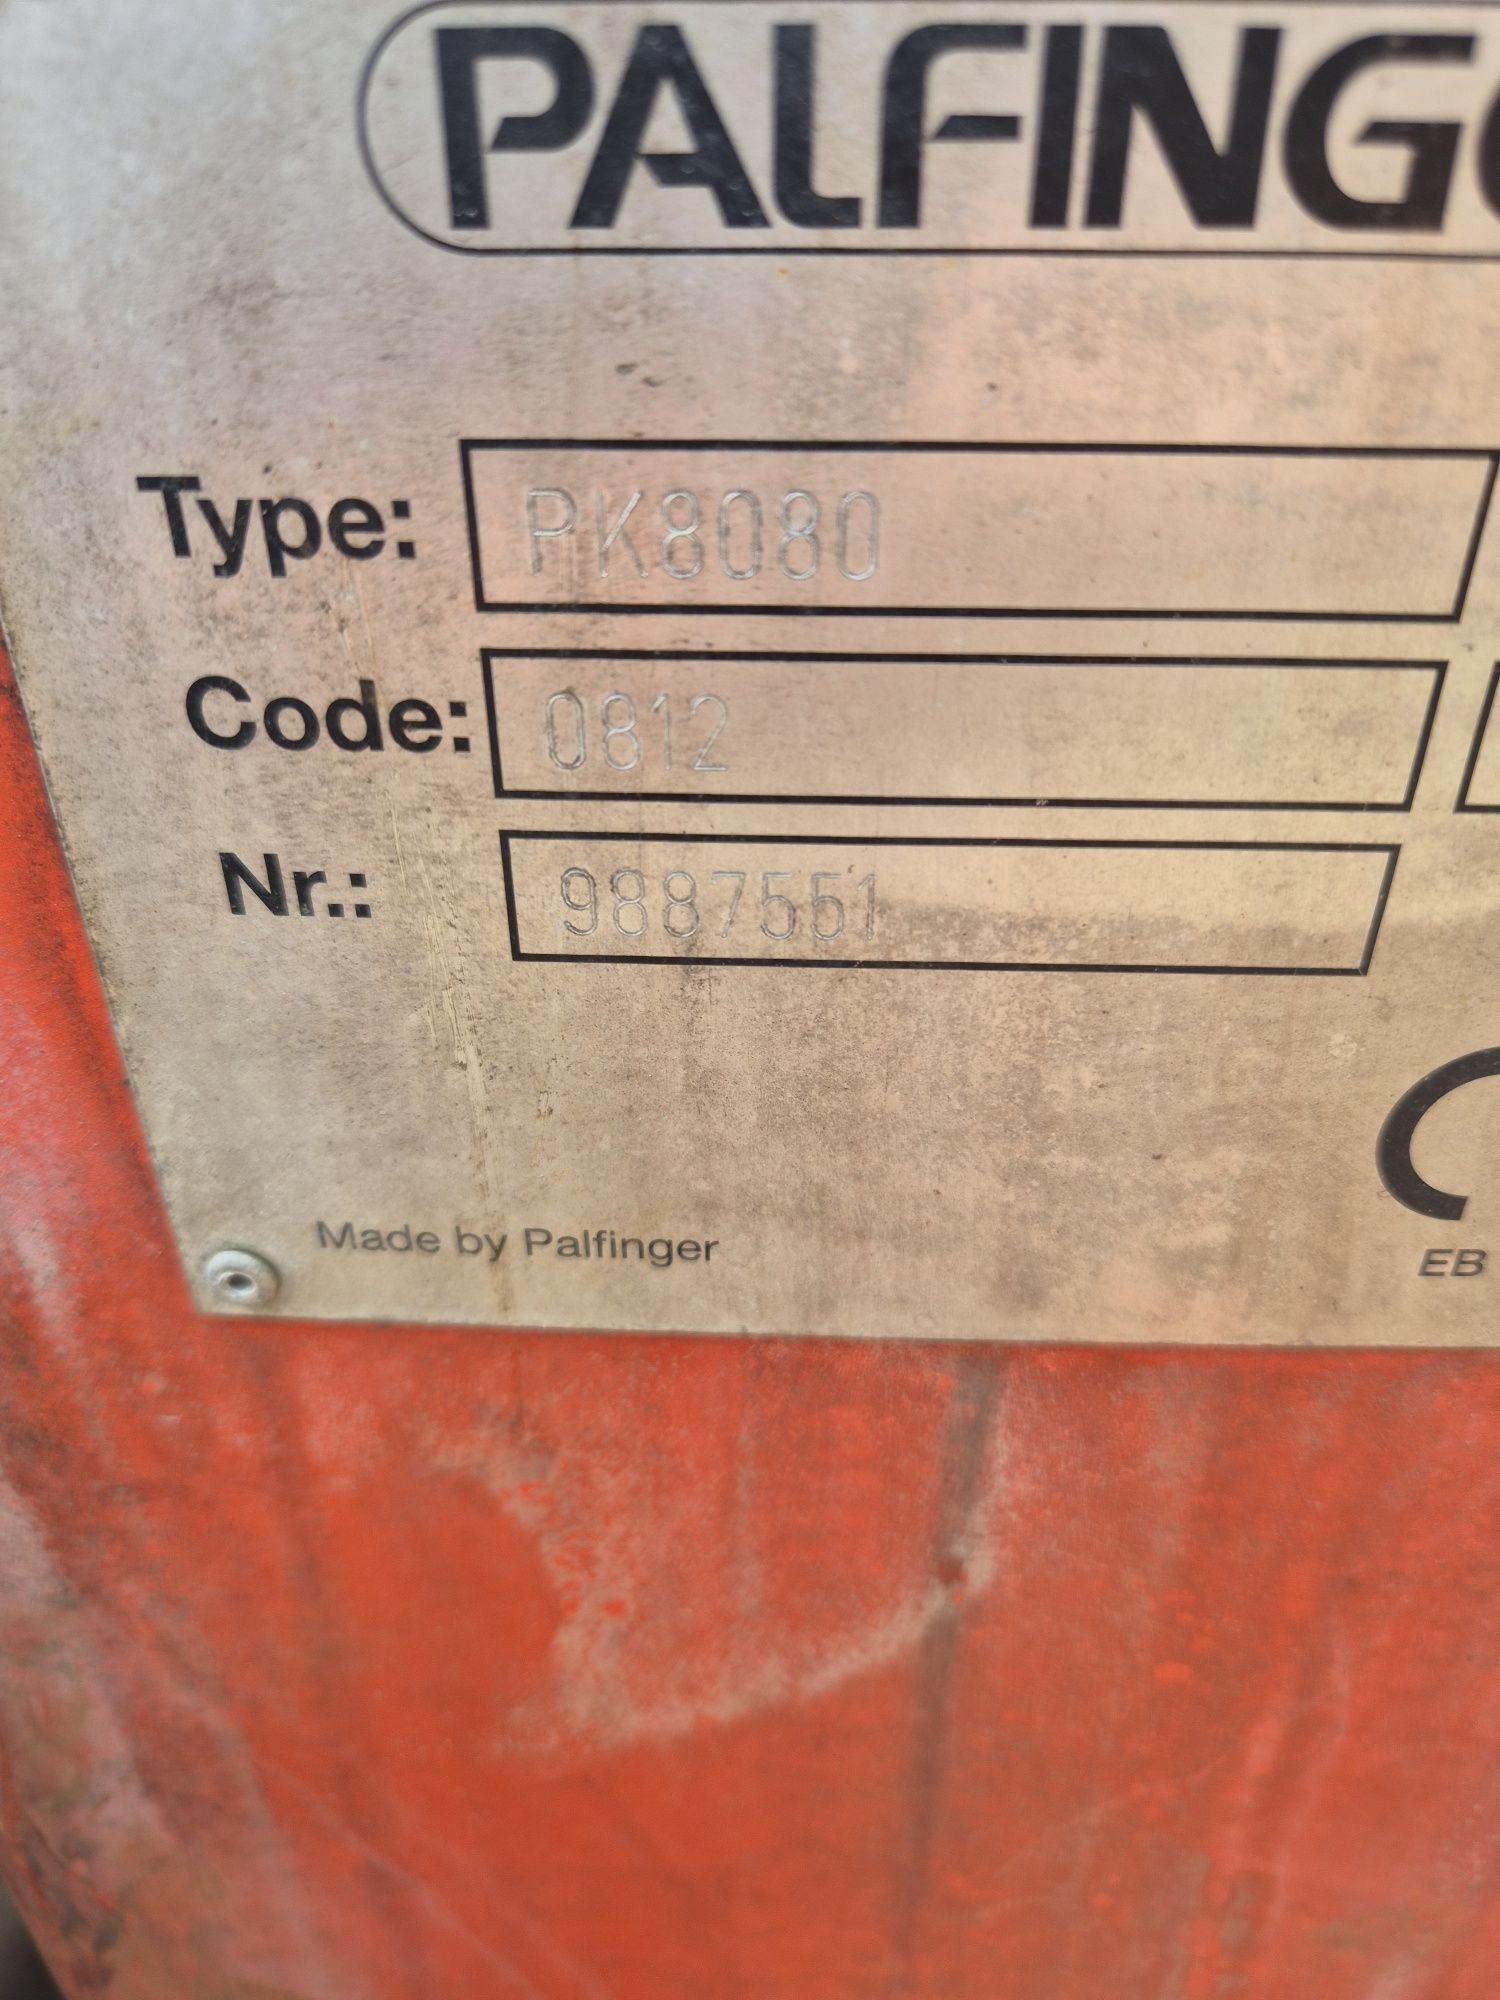 PALFING
Type: PK8080
Code: 0812
Nr.: 9887551
Made by Palfinger
EB